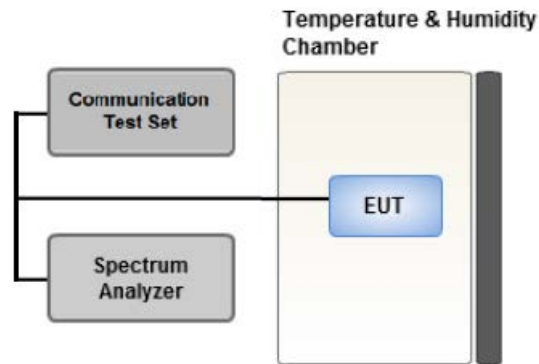 Temperature & Humidity
Chamber
Communication
Test Set
EUT
Spectrum
Analyzer